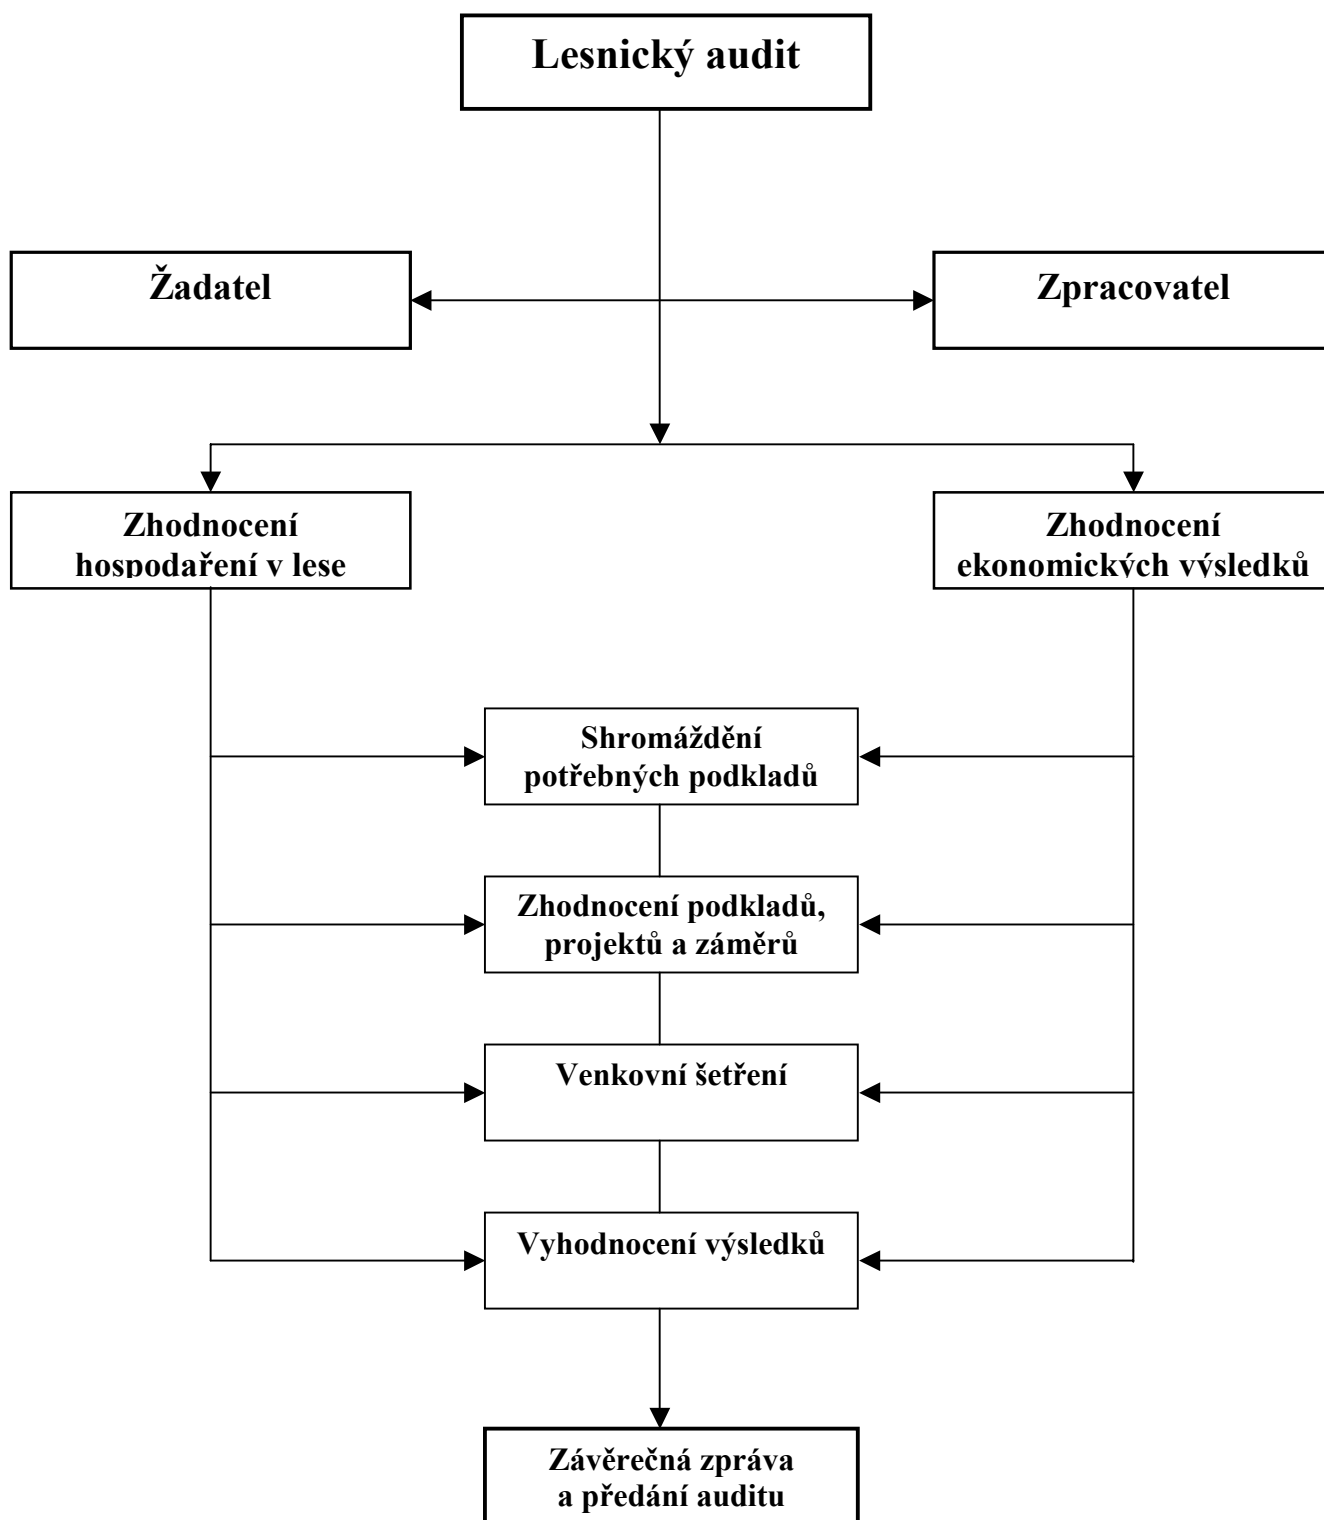 Lesnický audit
Žadatel
Zpracovatel
Zhodnocení
hospodaření v lese
Zhodnocení
ekonomických výsledků
Shromáždění
potřebných podkladů
Zhodnocení podkladů,
projektů a záměrů
Venkovní šetření
Vyhodnocení výsledků
Závěrečná zpráva
a předání auditu